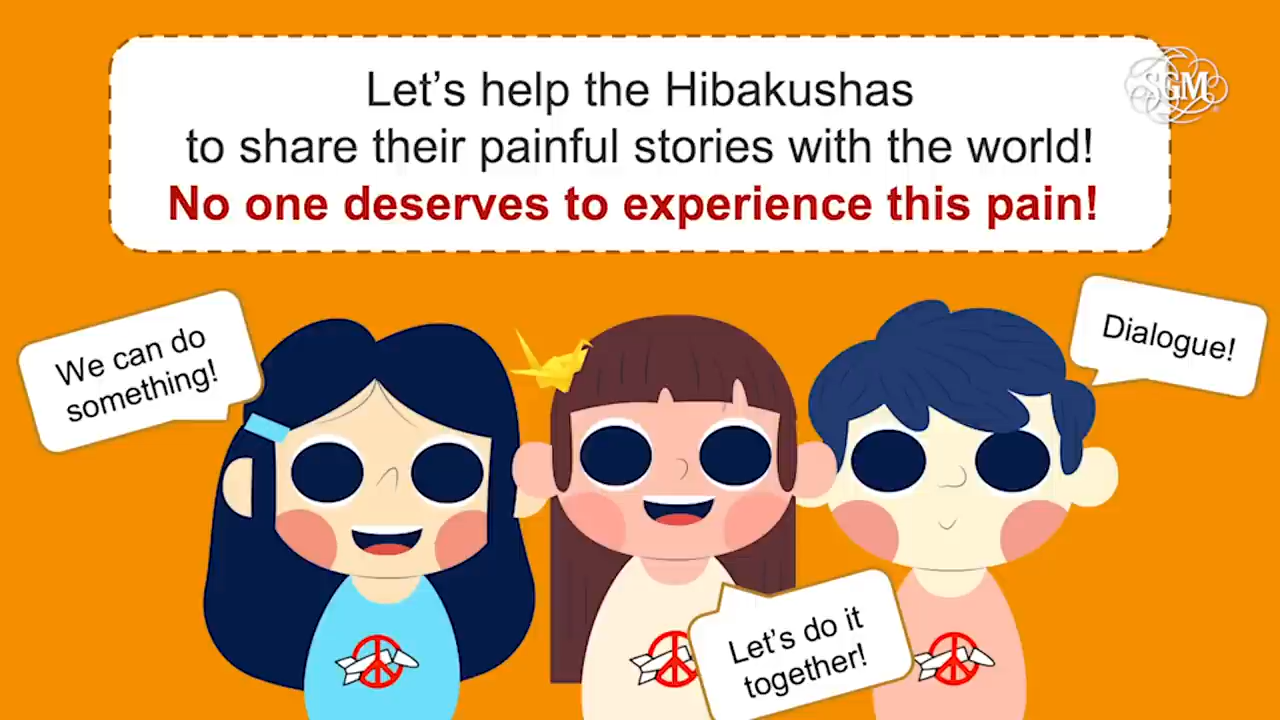 Let's help the Hibakushas
to share their painful stories with the world!
No one deserves to experience this pain!
SGM
We can do
something!
Dialogue!
Let's do it
together!